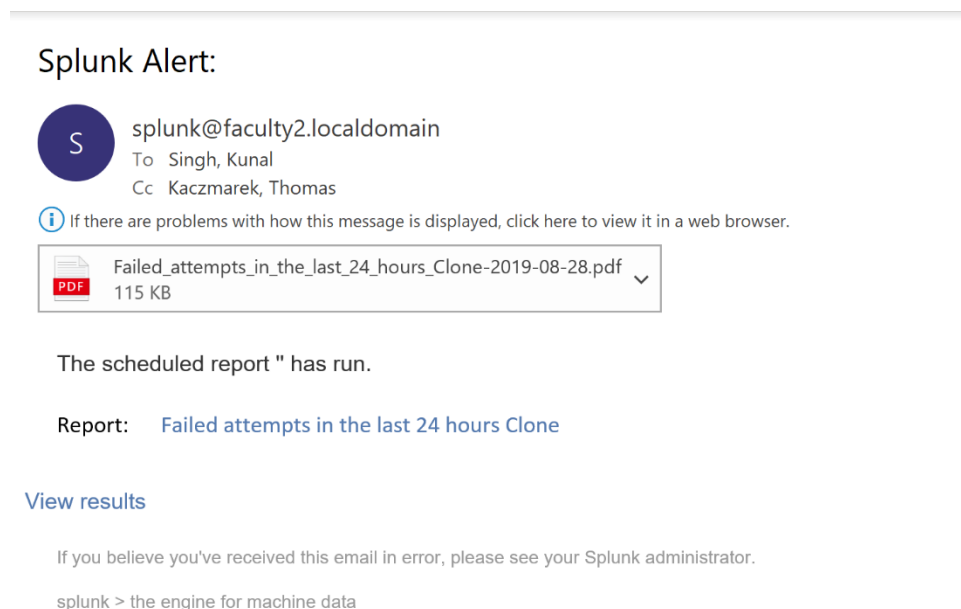 Splunk Alert:
S
splunk@faculty2.localdomain
To Singh, Kunal
Cc Kaczmarek, Thomas
i If there are problems with how this message is displayed, click here to view it in a web browser.
PDF
Failed_attempts_in_the_last_24_hours_Clone-2019-08-28.pdf
115 KB
The scheduled report '' has run.
Report: Failed attempts in the last 24 hours Clone
View results
If you believe you've received this email in error, please see your Splunk administrator.
splunk > the engine for machine data